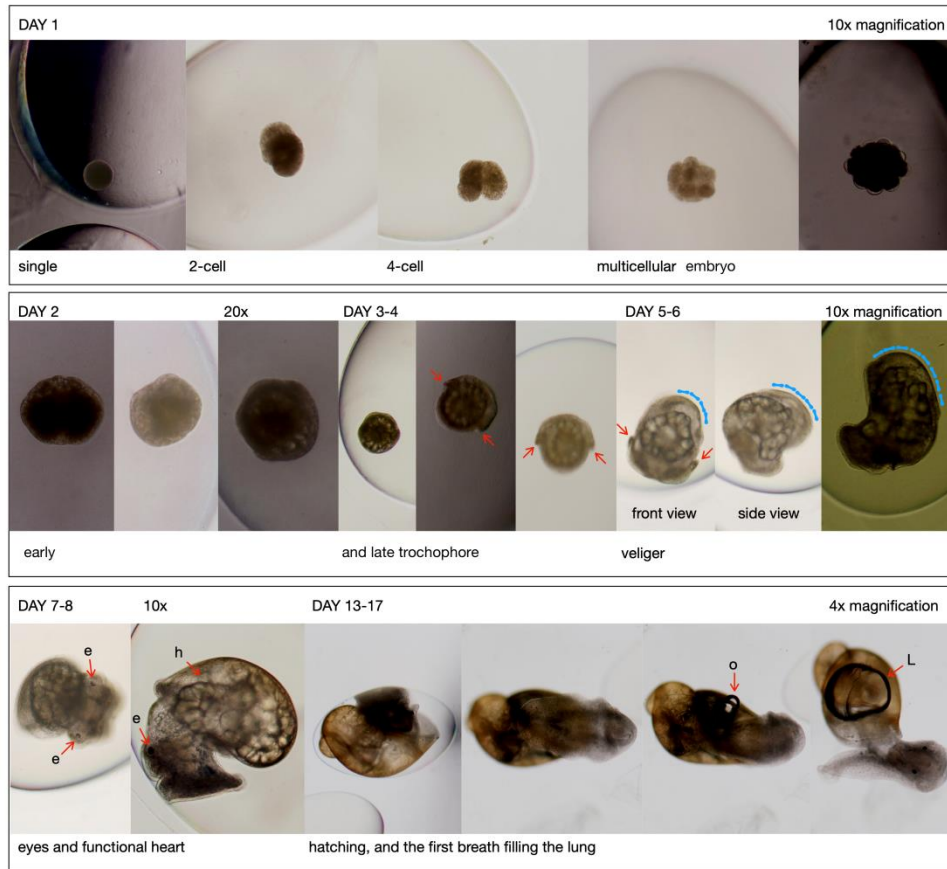 DAY 1 10x magnification
single 2-cell 4-cell multicellular embryo
DAY 2 20x DAY 3-4 DAY 5-6 10x magnification
front view side view
early and late trochophore veliger
DAY 7-8 10x DAY 13-17 4x magnification
e h o L
e
e
eyes and functional heart hatching, and the first breath filling the lung